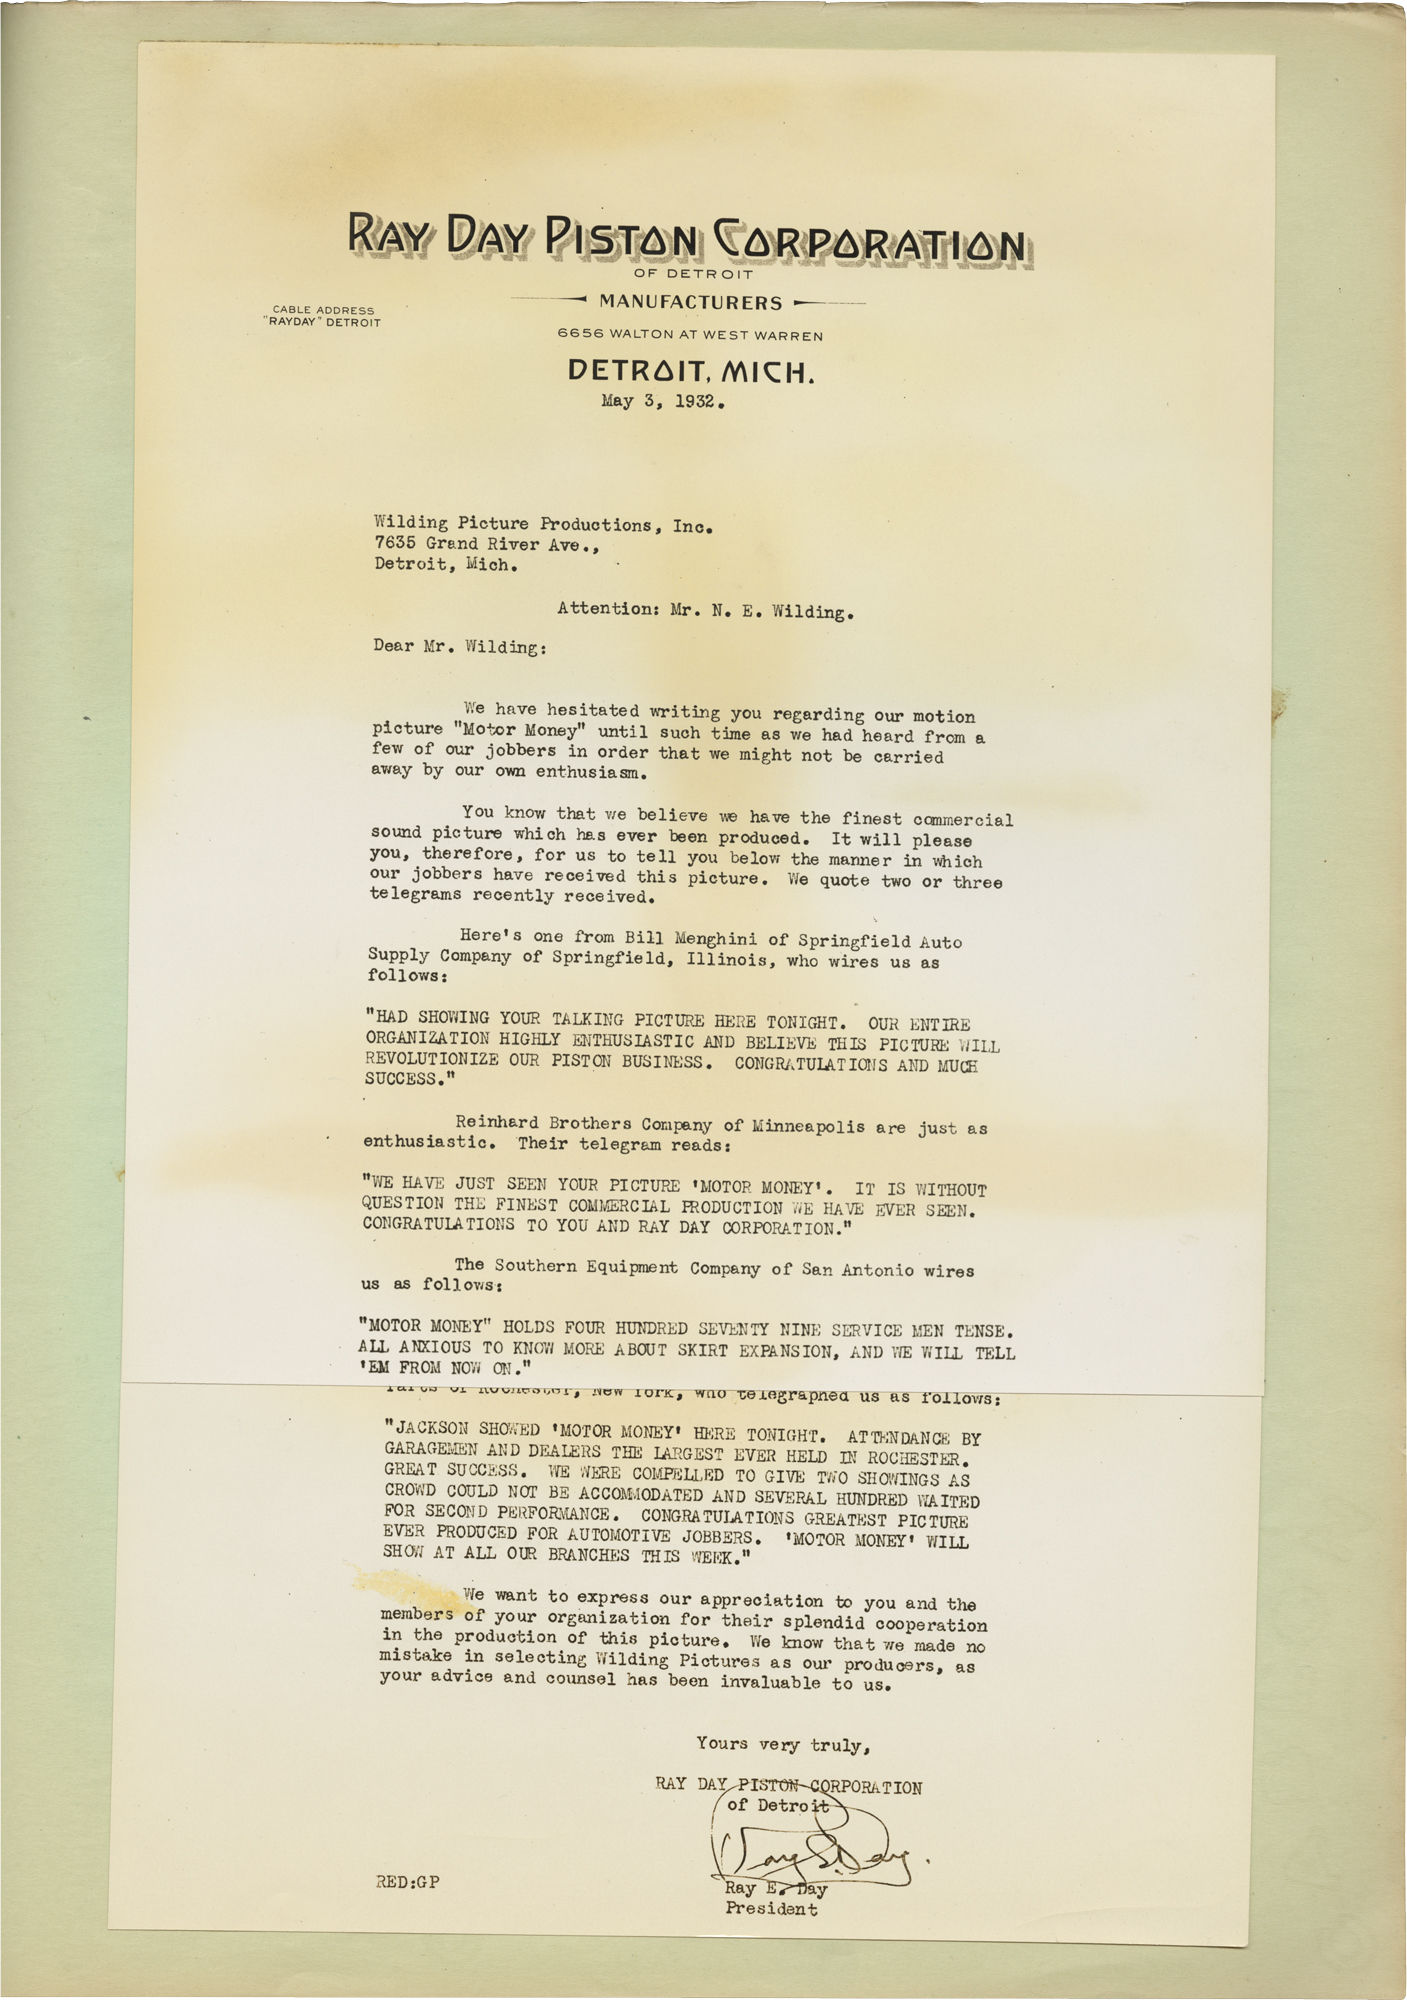 RAY DAY PISTON CORPORATION
OF DETROIT
MANUFACTURERS
CABLE ADDRESS
"RAYDAY" DETROIT
6656 WALTON AT WEST WARREN
DETROIT, MICH.
May 3, 1932.
Wilding Picture Productions, Inc.
7635 Grand River Ave.,
Detroit, Mich.
Attention: Mr. N. E. Wilding.
Dear Mr. Wilding:
We have hesitated writing you regarding our motion
picture "Motor Money" until such time as we had heard from a
few of our jobbers in order that we might not be carried
away by our own enthusiasm.
You know that we believe we have the finest commercial
sound picture which has ever been produced. It will please
you, therefore, for us to tell you below the manner in which
our jobbers have received this picture. We quote two or three
telegrams recently received.
Here's one from Bill Menghini of Springfield Auto
Supply Company of Springfield, Illinois, who wires us as
follows:
"HAD SHOWING YOUR TALKING PICTURE HERE TONIGHT. OUR ENTIRE
ORGANIZATION HIGHLY ENTHUSIASTIC AND BELIEVE THIS PICTURE WILL
REVOLUTIONIZE OUR PISTON BUSINESS. CONGRATULATIONS AND MUCH
SUCCESS."
Reinhard Brothers Company of Minneapolis are just as
enthusiastic. Their telegram reads:
"WE HAVE JUST SEEN YOUR PICTURE 'MOTOR MONEY'. IT IS WITHOUT
QUESTION THE FINEST COMMERCIAL PRODUCTION WE HAVE EVER SEEN.
CONGRATULATIONS TO YOU AND RAY DAY CORPORATION."
The Southern Equipment Company of San Antonio wires
us as follows:
"MOTOR MONEY" HOLDS FOUR HUNDRED SEVENTY NINE SERVICE MEN TENSE.
ALL ANXIOUS TO KNOW MORE ABOUT SKIRT EXPANSION, AND WE WILL TELL
'EM FROM NOW ON."
Parts of Rochester, New York, who telegraphed us as follows:
"JACKSON SHOWED 'MOTOR MONEY' HERE TONIGHT. ATTENDANCE BY
GARAGEMEN AND DEALERS THE LARGEST EVER HELD IN ROCHESTER.
GREAT SUCCESS. WE WERE COMPELLED TO GIVE TWO SHOWINGS AS
CROWD COULD NOT BE ACCOMMODATED AND SEVERAL HUNDRED WAITED
FOR SECOND PERFORMANCE. CONGRATULATIONS GREATEST PICTURE
EVER PRODUCED FOR AUTOMOTIVE JOBBERS. 'MOTOR MONEY' WILL
SHOW AT ALL OUR BRANCHES THIS WEEK."
We want to express our appreciation to you and the
members of your organization for their splendid cooperation
in the production of this picture. We know that we made no
mistake in selecting Wilding Pictures as our producers, as
your advice and counsel has been invaluable to us.
Yours very truly,
RAY DAY PISTON CORPORATION
of Detroit
Ray E. Day.
RED:GP
Ray E. Day
President